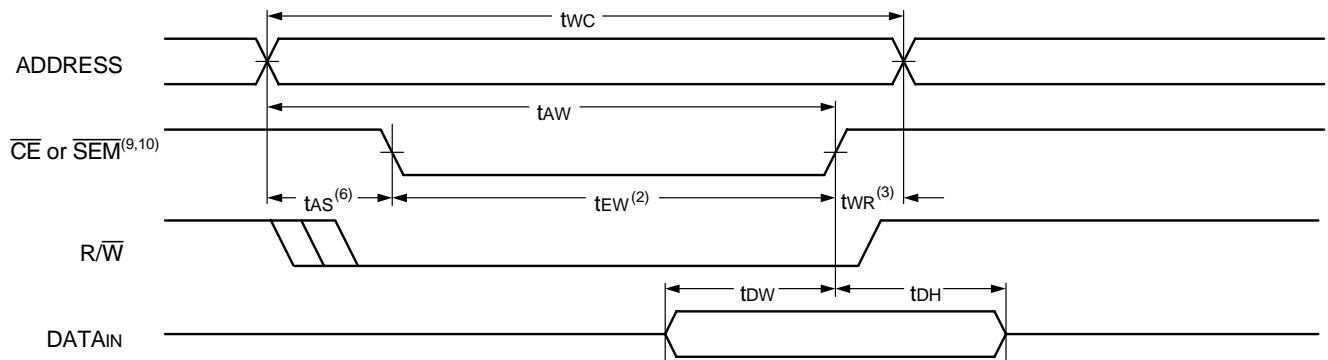 tWC
ADDRESS
tAW
CE or SEM(9,10)
tAS(6)
tEW(2)
tWR(3)
R/W
tDW
tDH
DATAIN